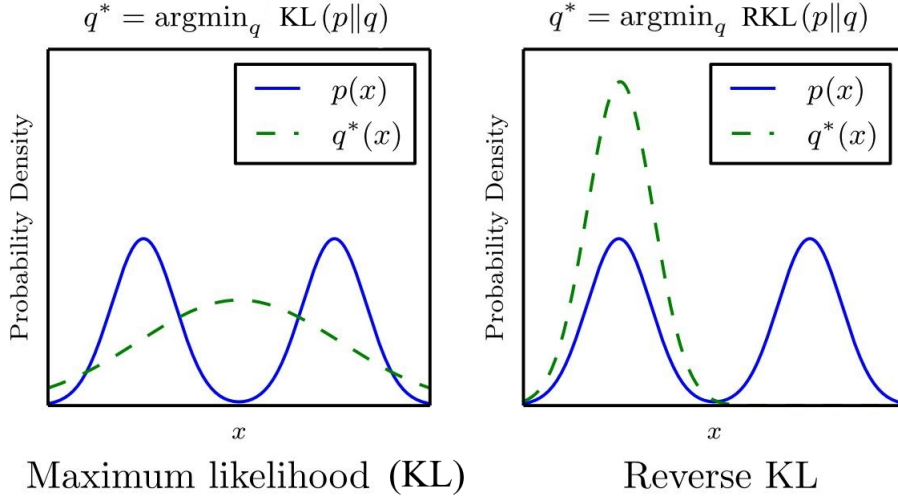 q* = argmin_q KL(p∥q)
p(x)
q*(x)
Probability Density
x
Maximum likelihood (KL)
q* = argmin_q RKL(p∥q)
p(x)
q*(x)
Probability Density
x
Reverse KL